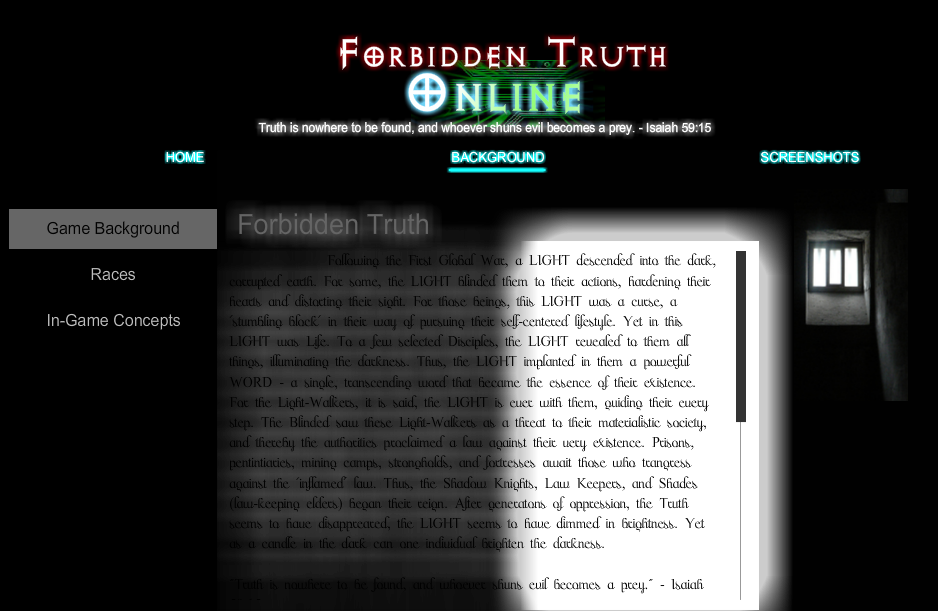 Forbidden Truth
Online
Truth is nowhere to be found, and whoever shuns evil becomes a prey. - Isaiah 59:15
HOME
BACKGROUND
SCREENSHOTS
Game Background
Races
In-Game Concepts
Forbidden Truth
Following the First Global War, a LIGHT descended into the dark,
corrupted earth. For some, the LIGHT blinded them to their actions, hardening their
hearts and distorting their sight. For those beings, this LIGHT was a curse, a
'stumbling block' in their way of pursuing their self-centered lifestyle. Yet in this
LIGHT was Life. To a few selected Disciples, the LIGHT revealed to them all
things, illuminating the darkness. Thus, the LIGHT implanted in them a powerful
WORD - a single, transcending word that became the essence of their existence.
For the Light-Walkers, it is said, the LIGHT is ever with them, guiding their every
step. The Blinded saw these Light-Walkers as a threat to their materialistic society,
and thereby the authorities proclaimed a law against their very existence. Prisons,
pentintiaries, mining camps, strongholds, and fortresses await those who trangress
against the 'inflamed' law. Thus, the Shadow Knights, Law Keepers, and Shades
(law-keeping elders) began their reign. After generatons of oppression, the Truth
seems to have disappreared, the LIGHT seems to have dimmed in brightness. Yet
as a candle in the dark can one individual brighten the darkness.
"Truth is nowhere to be found, and whoever shuns evil becomes a prey." - Isaiah